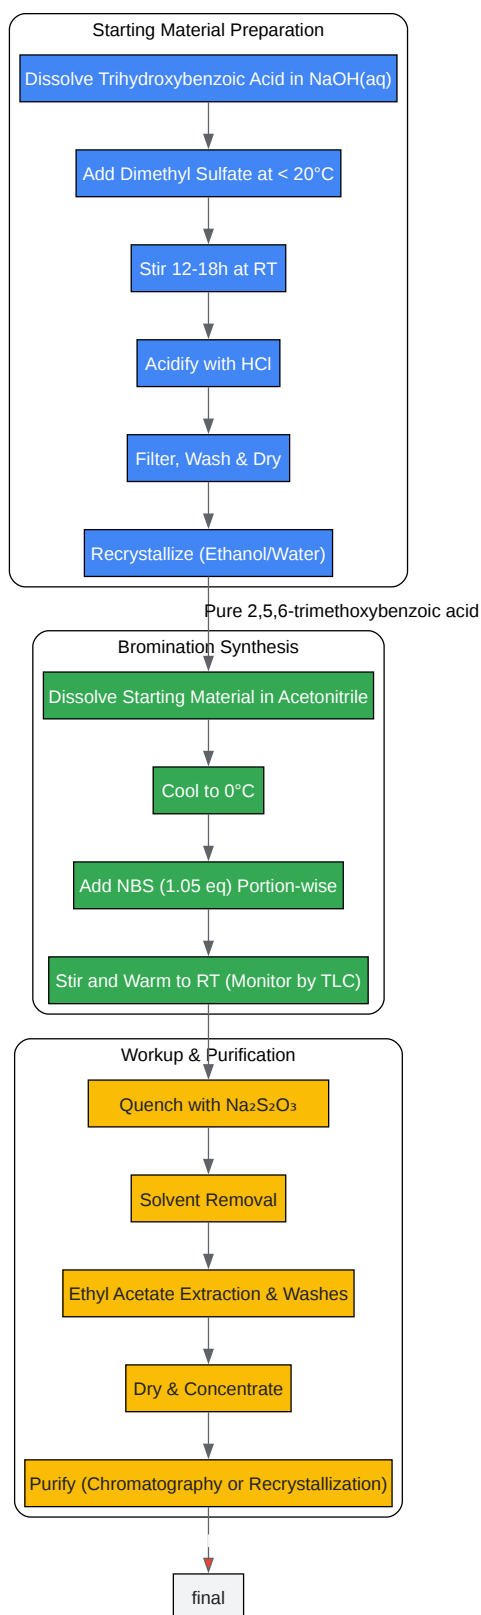 Starting Material Preparation
Dissolve Trihydroxybenzoic Acid in NaOH(aq)
Add Dimethyl Sulfate at < 20°C
Stir 12-18h at RT
Acidify with HCl
Filter, Wash & Dry
Recrystallize (Ethanol/Water)
Pure 2,5,6-trimethoxybenzoic acid
Bromination Synthesis
Dissolve Starting Material in Acetonitrile
Cool to 0°C
Add NBS (1.05 eq) Portion-wise
Stir and Warm to RT (Monitor by TLC)
Workup & Purification
Quench with Na₂S₂O₃
Solvent Removal
Ethyl Acetate Extraction & Washes
Dry & Concentrate
Purify (Chromatography or Recrystallization)
final